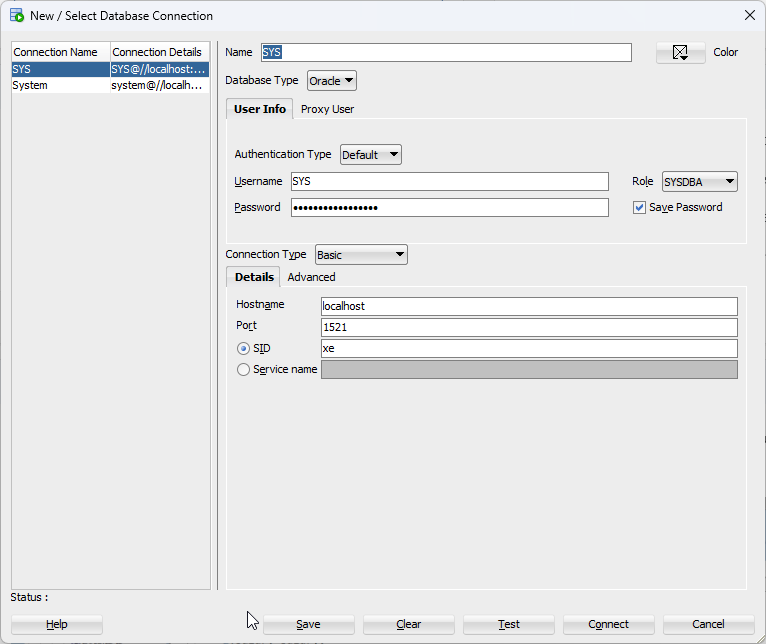 New / Select Database Connection
Connection Name Connection Details
SYS SYS@//localhost:...
System system@//localh...
Name SYS Color
Database Type Oracle
User Info Proxy User
Authentication Type Default
Username SYS Role SYSDBA
Password ••••••••••••••••• Save Password
Connection Type Basic
Details Advanced
Hostname localhost
Port 1521
SID xe
Service name
Status :
Help Save Clear Test Connect Cancel